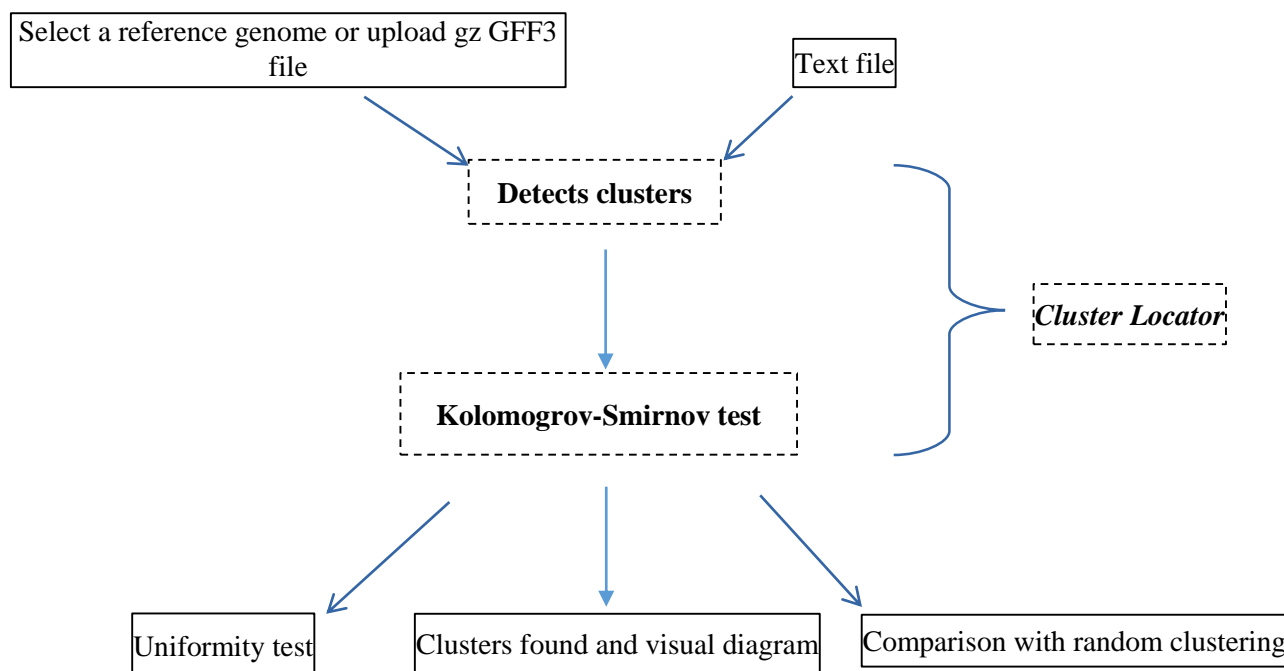 Select a reference genome or upload gz GFF3
file
Text file
Detects clusters
Cluster Locator
Kolomogrov-Smirnov test
Uniformity test
Clusters found and visual diagram
Comparison with random clustering